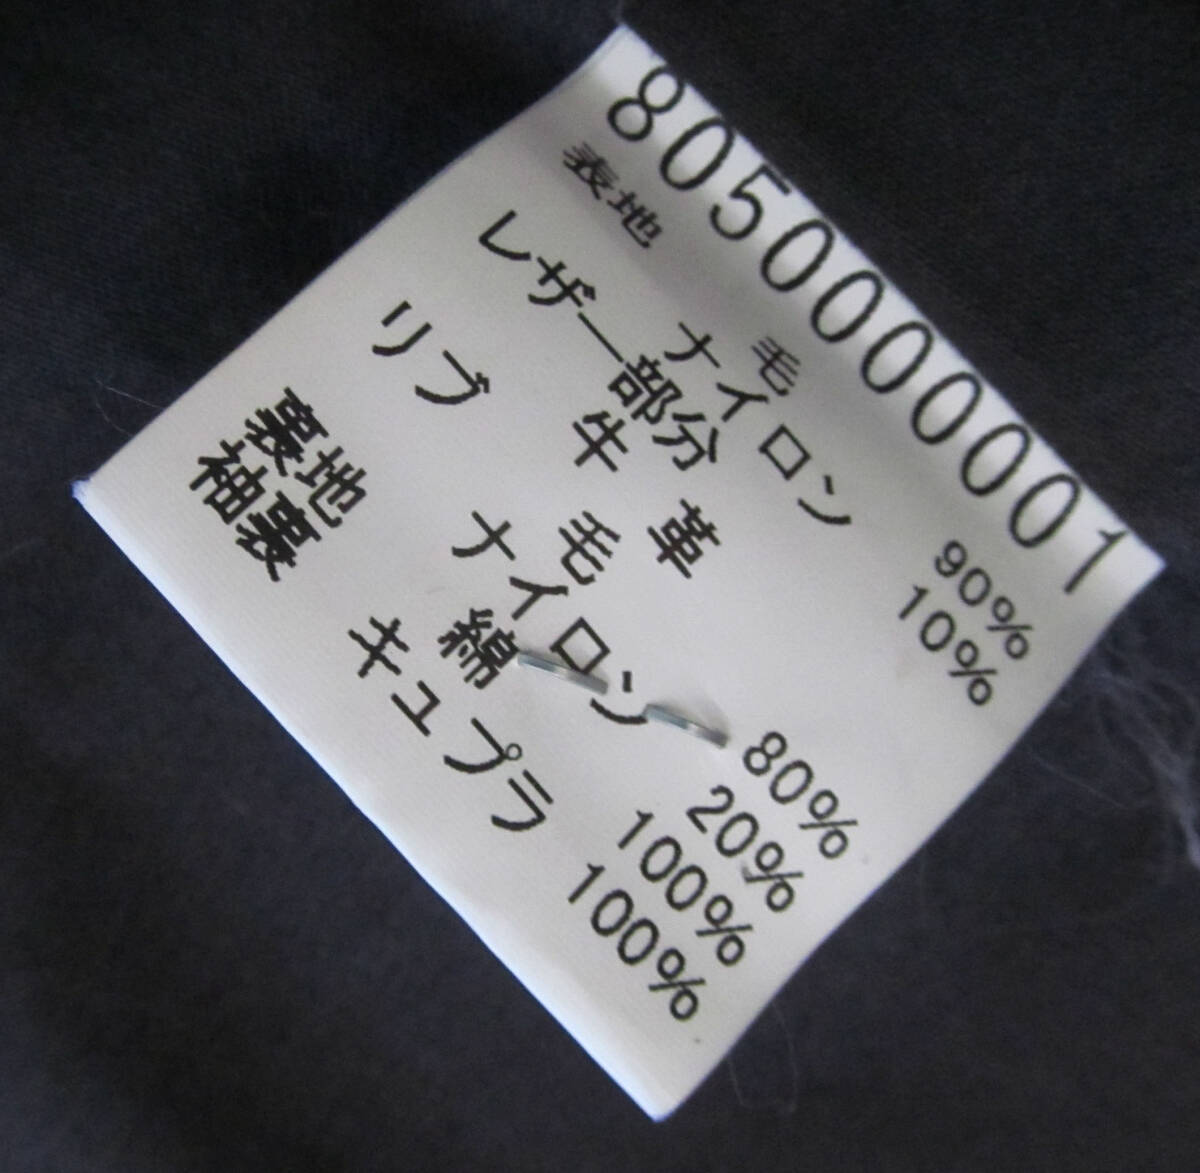 8050000001
表地 毛 90%
ナイロン 10%
レザー部分
牛革
リブ 毛 80%
ナイロン 20%
裏地 綿 100%
袖裏 キュプラ 100%